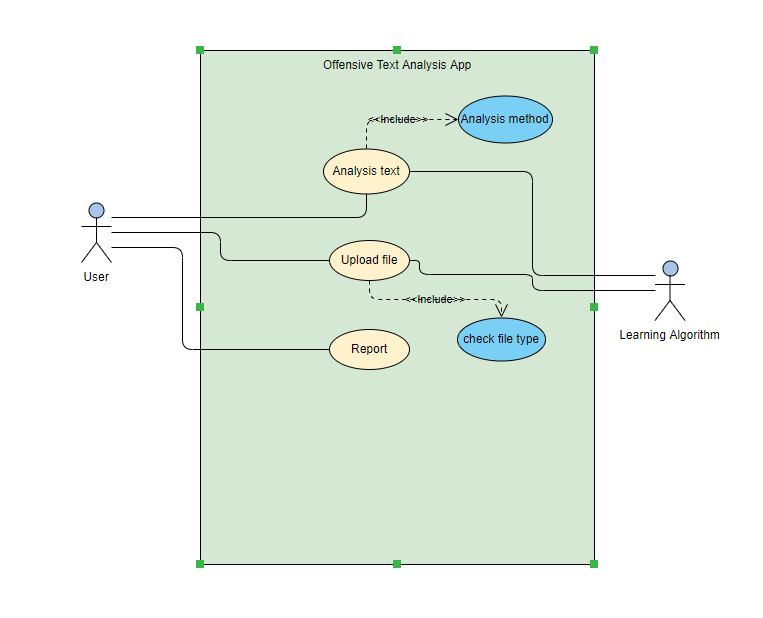 Offensive Text Analysis App
<<Include>>
Analysis method
Analysis text
Upload file
User
<<Include>>
Learning Algorithm
check file type
Report